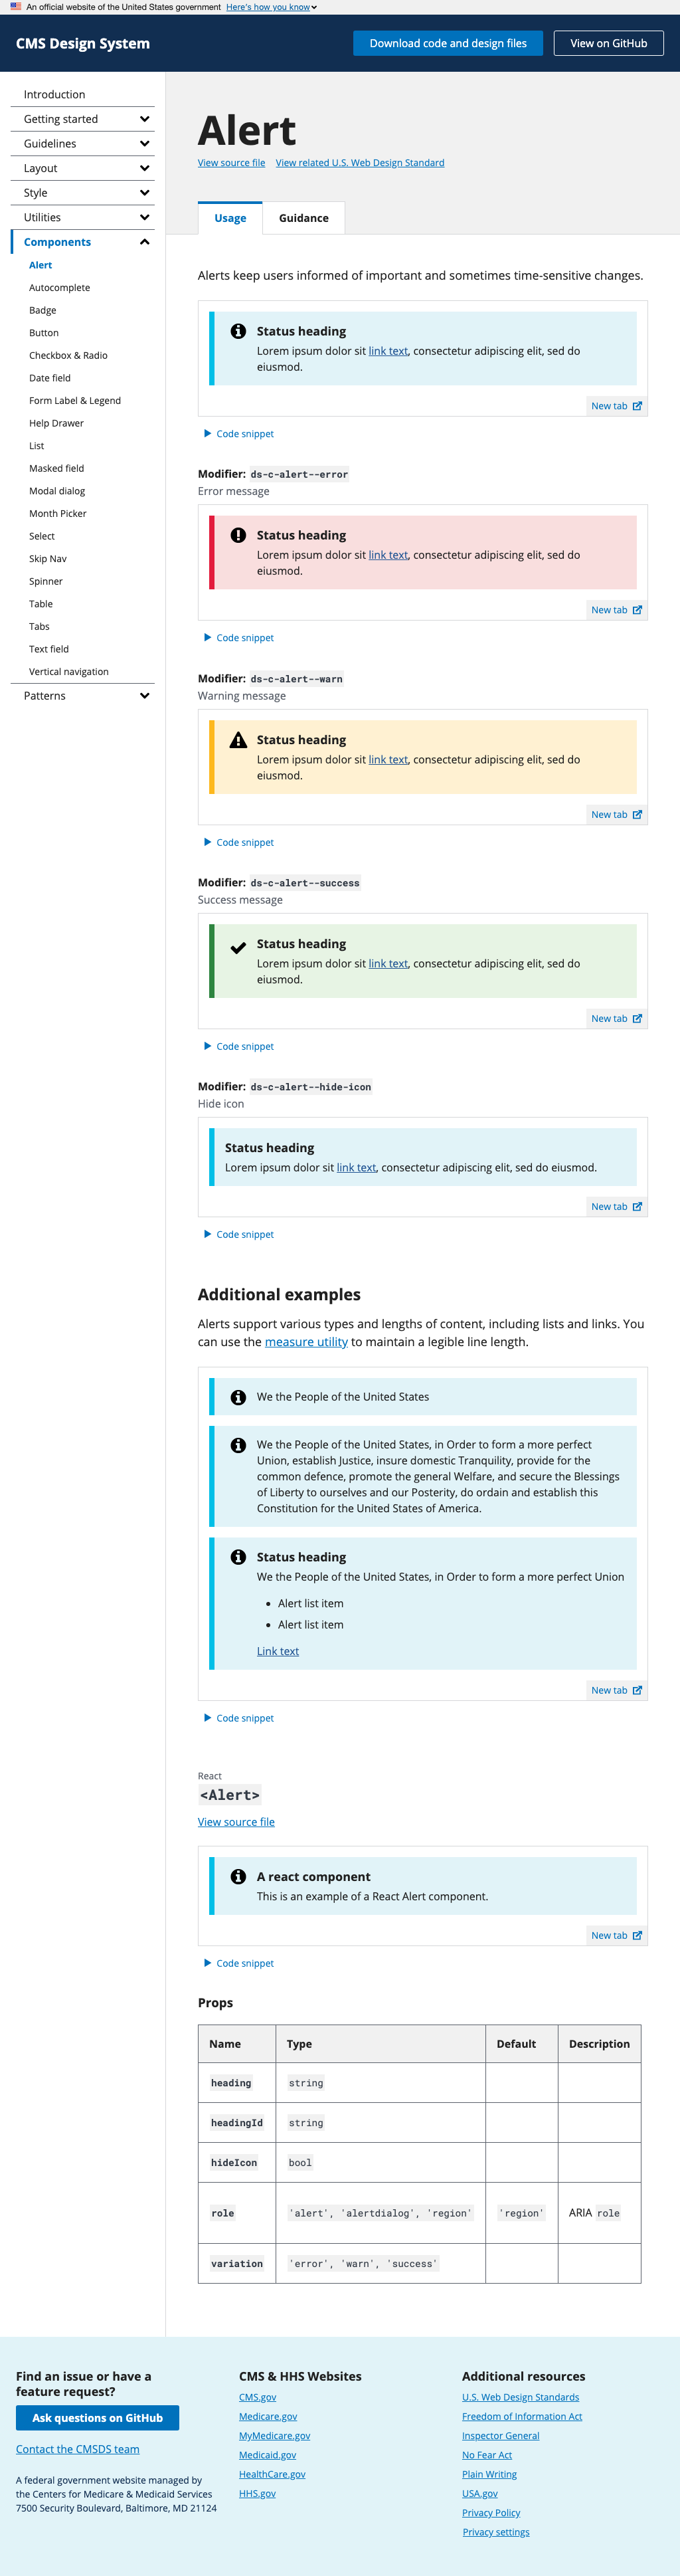 An official website of the United States government Here's how you know
CMS Design System
Download code and design files
View on GitHub
Introduction
Getting started
Guidelines
Layout
Style
Utilities
Components
Alert
Autocomplete
Badge
Button
Checkbox & Radio
Date field
Form Label & Legend
Help Drawer
List
Masked field
Modal dialog
Month Picker
Select
Skip Nav
Spinner
Table
Tabs
Text field
Vertical navigation
Patterns
Alert
View source file View related U.S. Web Design Standard
Usage Guidance
Alerts keep users informed of important and sometimes time-sensitive changes.
Status heading
Lorem ipsum dolor sit link text, consectetur adipiscing elit, sed do
eiusmod.
New tab
Code snippet
Modifier: ds-c-alert--error
Error message
Status heading
Lorem ipsum dolor sit link text, consectetur adipiscing elit, sed do
eiusmod.
New tab
Code snippet
Modifier: ds-c-alert--warn
Warning message
Status heading
Lorem ipsum dolor sit link text, consectetur adipiscing elit, sed do
eiusmod.
New tab
Code snippet
Modifier: ds-c-alert--success
Success message
Status heading
Lorem ipsum dolor sit link text, consectetur adipiscing elit, sed do
eiusmod.
New tab
Code snippet
Modifier: ds-c-alert--hide-icon
Hide icon
Status heading
Lorem ipsum dolor sit link text, consectetur adipiscing elit, sed do eiusmod.
New tab
Code snippet
Additional examples
Alerts support various types and lengths of content, including lists and links. You
can use the measure utility to maintain a legible line length.
We the People of the United States
We the People of the United States, in Order to form a more perfect
Union, establish Justice, insure domestic Tranquility, provide for the
common defence, promote the general Welfare, and secure the Blessings
of Liberty to ourselves and our Posterity, do ordain and establish this
Constitution for the United States of America.
Status heading
We the People of the United States, in Order to form a more perfect Union
• Alert list item
• Alert list item
Link text
New tab
Code snippet
React
<Alert>
View source file
A react component
This is an example of a React Alert component.
New tab
Code snippet
Props
Name Type Default Description
heading string
headingId string
hideIcon bool
role 'alert', 'alertdialog', 'region' 'region' ARIA role
variation 'error', 'warn', 'success'
Find an issue or have a
feature request?
Ask questions on GitHub
Contact the CMSDS team
A federal government website managed by
the Centers for Medicare & Medicaid Services
7500 Security Boulevard, Baltimore, MD 21124
CMS & HHS Websites
CMS.gov
Medicare.gov
MyMedicare.gov
Medicaid.gov
HealthCare.gov
HHS.gov
Additional resources
U.S. Web Design Standards
Freedom of Information Act
Inspector General
No Fear Act
Plain Writing
USA.gov
Privacy Policy
Privacy settings